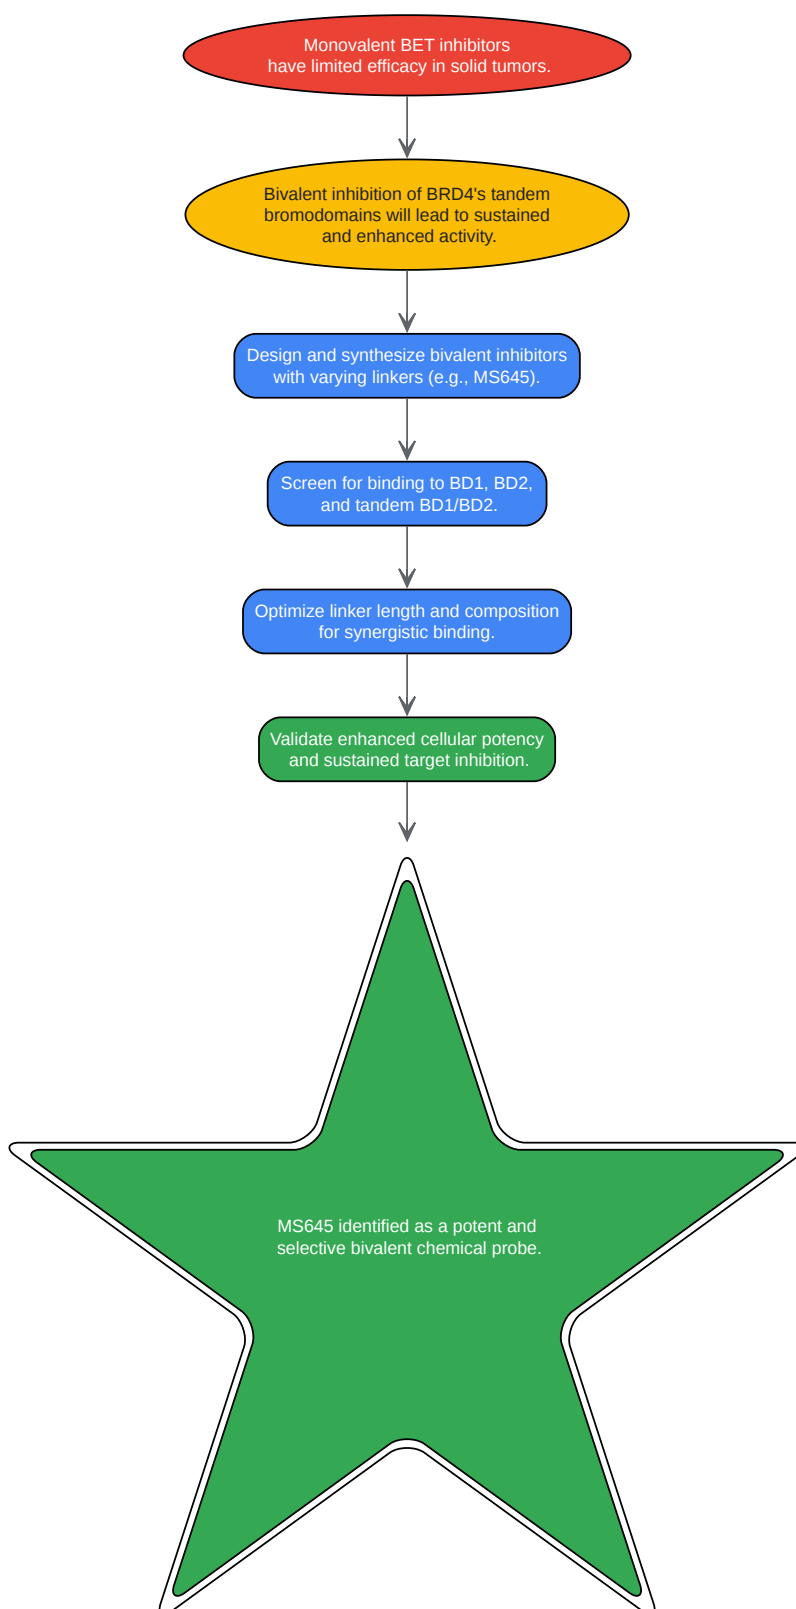 Monovalent BET inhibitors
have limited efficacy in solid tumors.
Bivalent inhibition of BRD4's tandem
bromodomains will lead to sustained
and enhanced activity.
Design and synthesize bivalent inhibitors
with varying linkers (e.g., MS645).
Screen for binding to BD1, BD2,
and tandem BD1/BD2.
Optimize linker length and composition
for synergistic binding.
Validate enhanced cellular potency
and sustained target inhibition.
MS645 identified as a potent and
selective bivalent chemical probe.